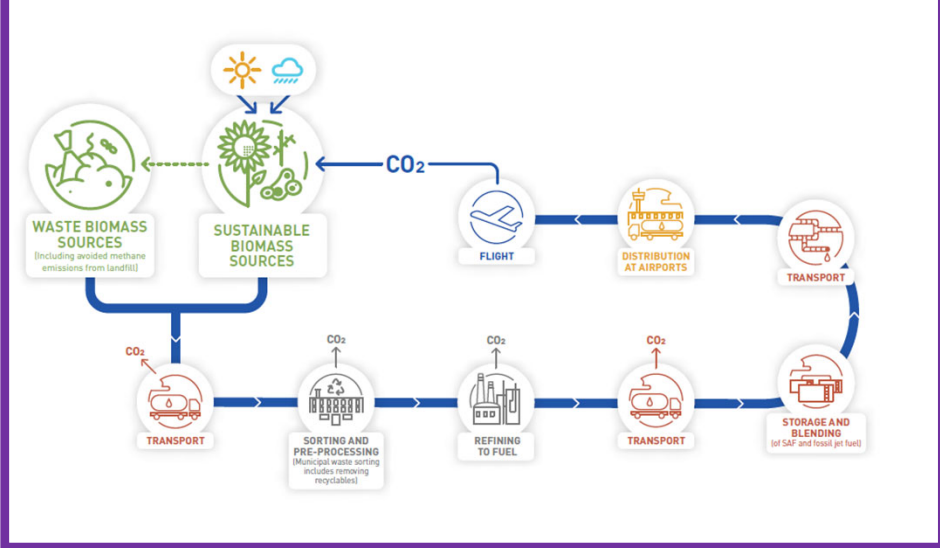 WASTE BIOMASS
SOURCES
(Including avoided methane
emissions from landfill)
SUSTAINABLE
BIOMASS
SOURCES
CO₂
FLIGHT
DISTRIBUTION
AT AIRPORTS
TRANSPORT
CO₂
TRANSPORT
CO₂
SORTING AND
PRE-PROCESSING
(Municipal waste sorting
includes removing
recyclables)
CO₂
REFINING
TO FUEL
CO₂
TRANSPORT
STORAGE AND
BLENDING
(of SAF and fossil jet fuel)